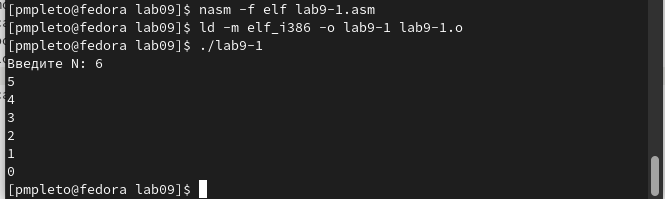 [pmpleto@fedora lab09]$ nasm -f elf lab9-1.asm
[pmpleto@fedora lab09]$ ld -m elf_i386 -o lab9-1 lab9-1.o
[pmpleto@fedora lab09]$ ./lab9-1
Введите N: 6
5
4
3
2
1
0
[pmpleto@fedora lab09]$